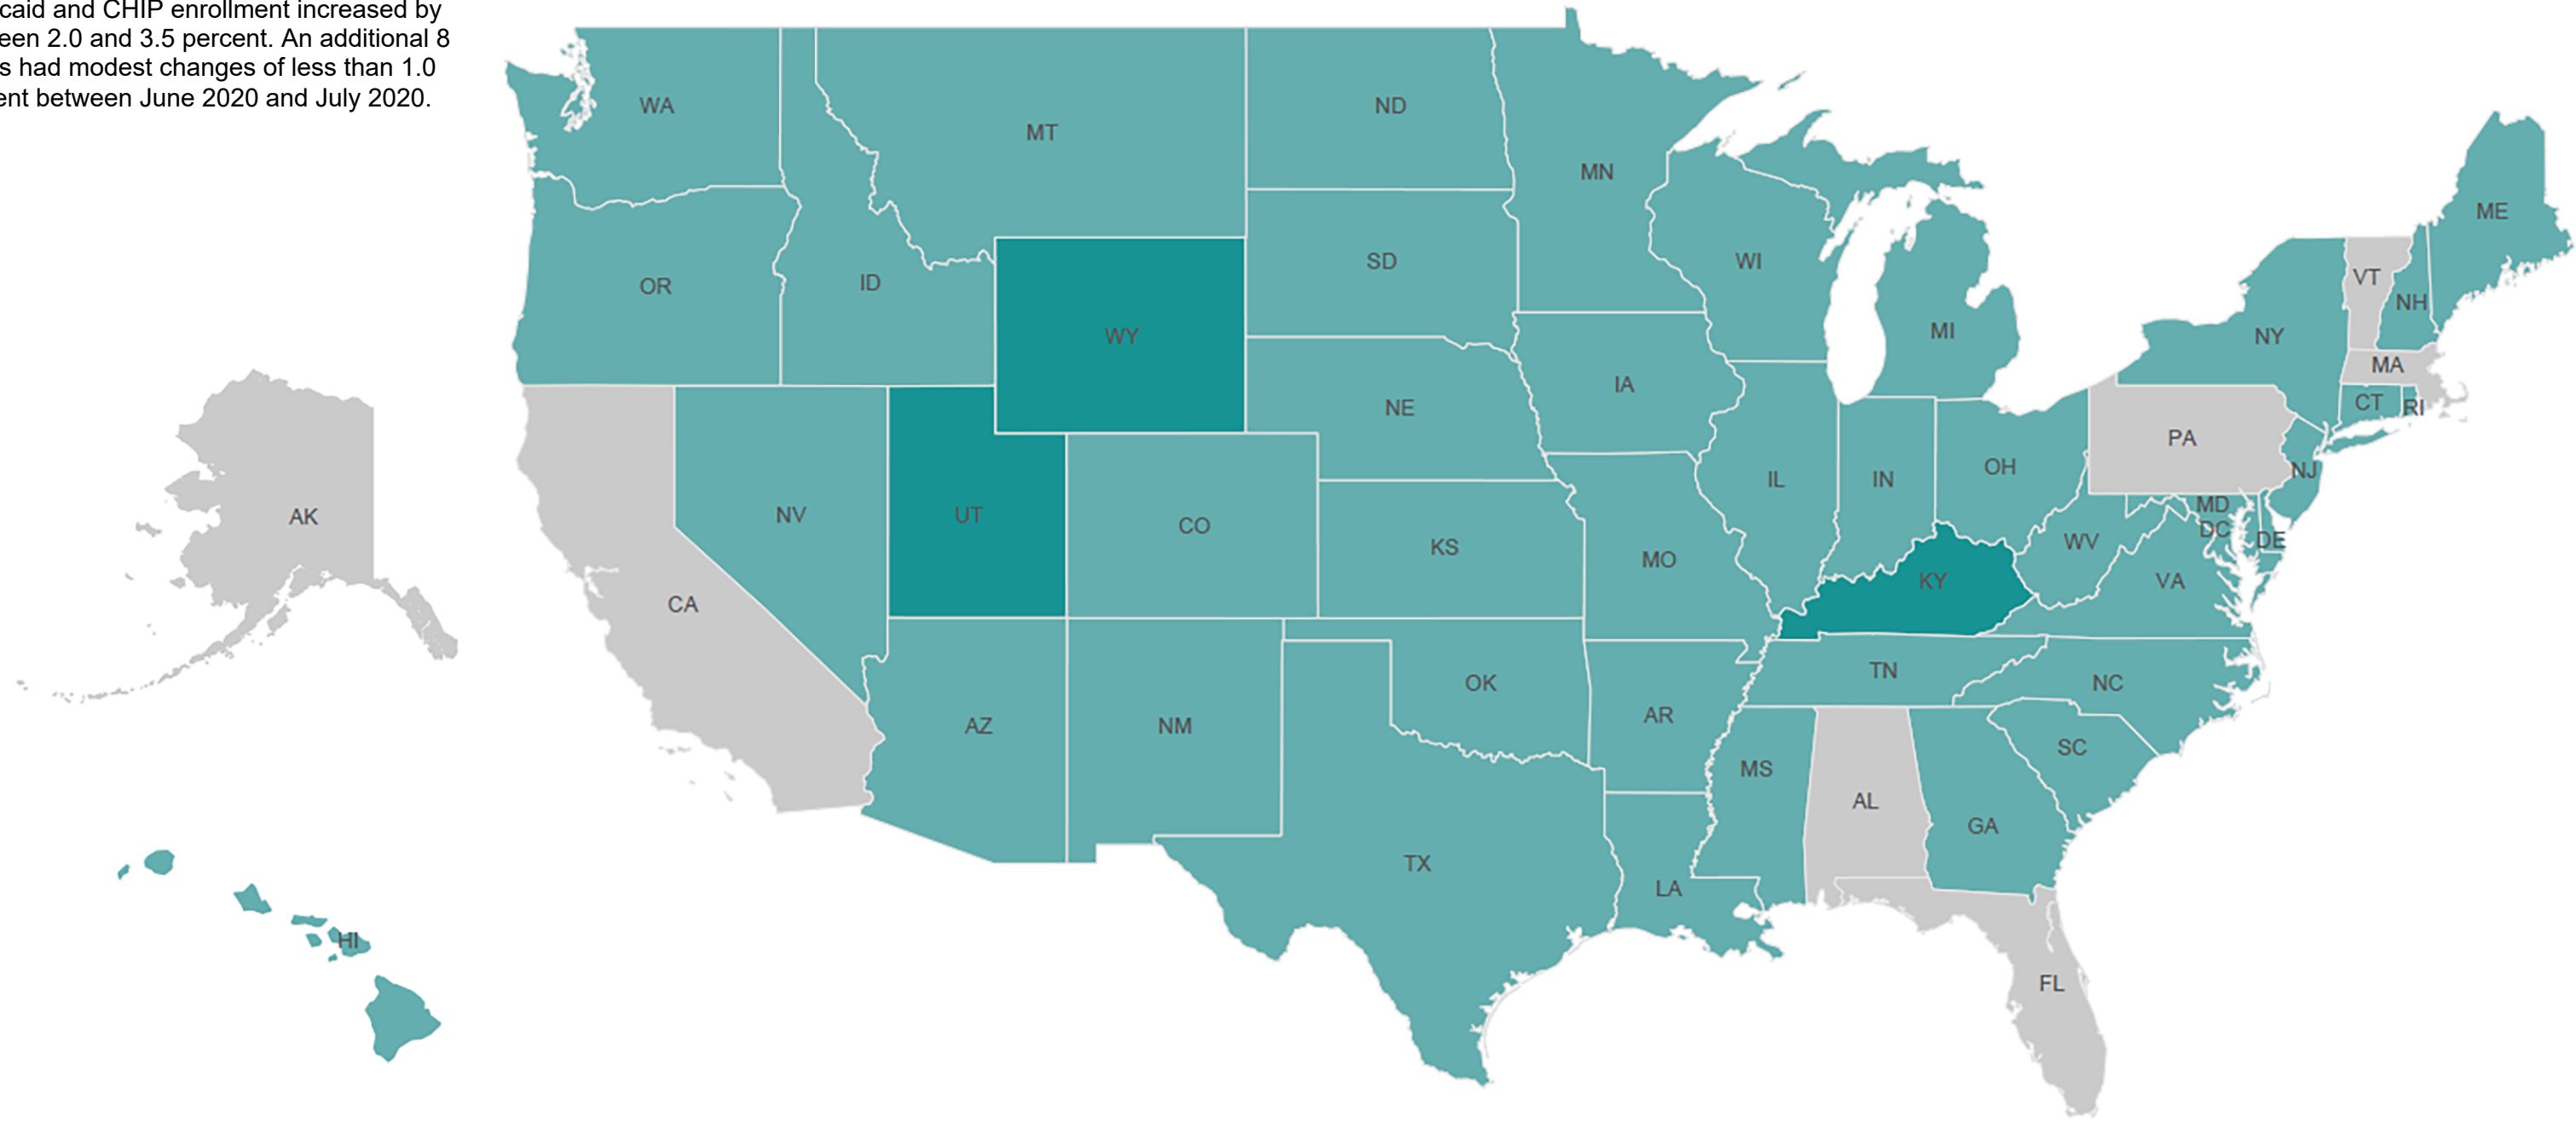 caid and CHIP enrollment increased by
een 2.0 and 3.5 percent. An additional 8
s had modest changes of less than 1.0
ent between June 2020 and July 2020.
WA
MT
ND
MN
OR
ID
WY
SD
WI
MI
NY
VT
NH
ME
MA
CT
RI
IA
NE
PA
NJ
AK
NV
UT
CO
KS
MO
IL
IN
OH
MD
DC
DE
WV
VA
KY
CA
AZ
NM
OK
AR
TN
NC
SC
MS
AL
GA
TX
LA
HI
FL